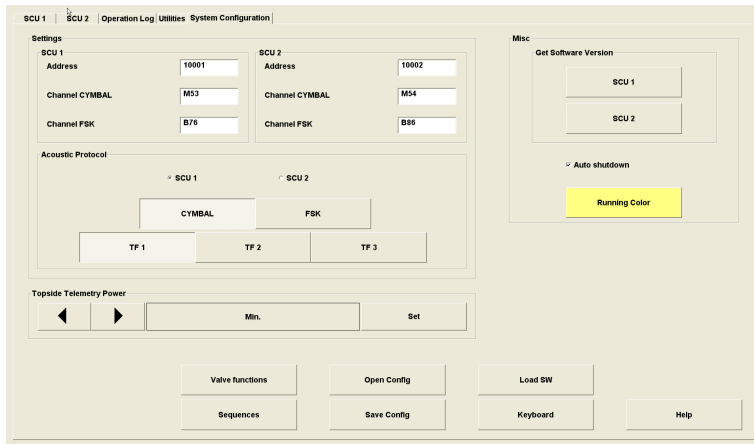 SCU 1 SCU 2 Operation Log Utilities System Configuration
Settings
SCU 1
Address 10001
Channel CYMBAL M53
Channel FSK B76
SCU 2
Address 10002
Channel CYMBAL M54
Channel FSK B86
Acoustic Protocol
SCU 1 SCU 2
CYMBAL FSK
TF 1 TF 2 TF 3
Topside Telemetry Power
Min. Set
Misc
Get Software Version
SCU 1
SCU 2
Auto shutdown
Running Color
Valve functions Open Config Load SW
Sequences Save Config Keyboard Help